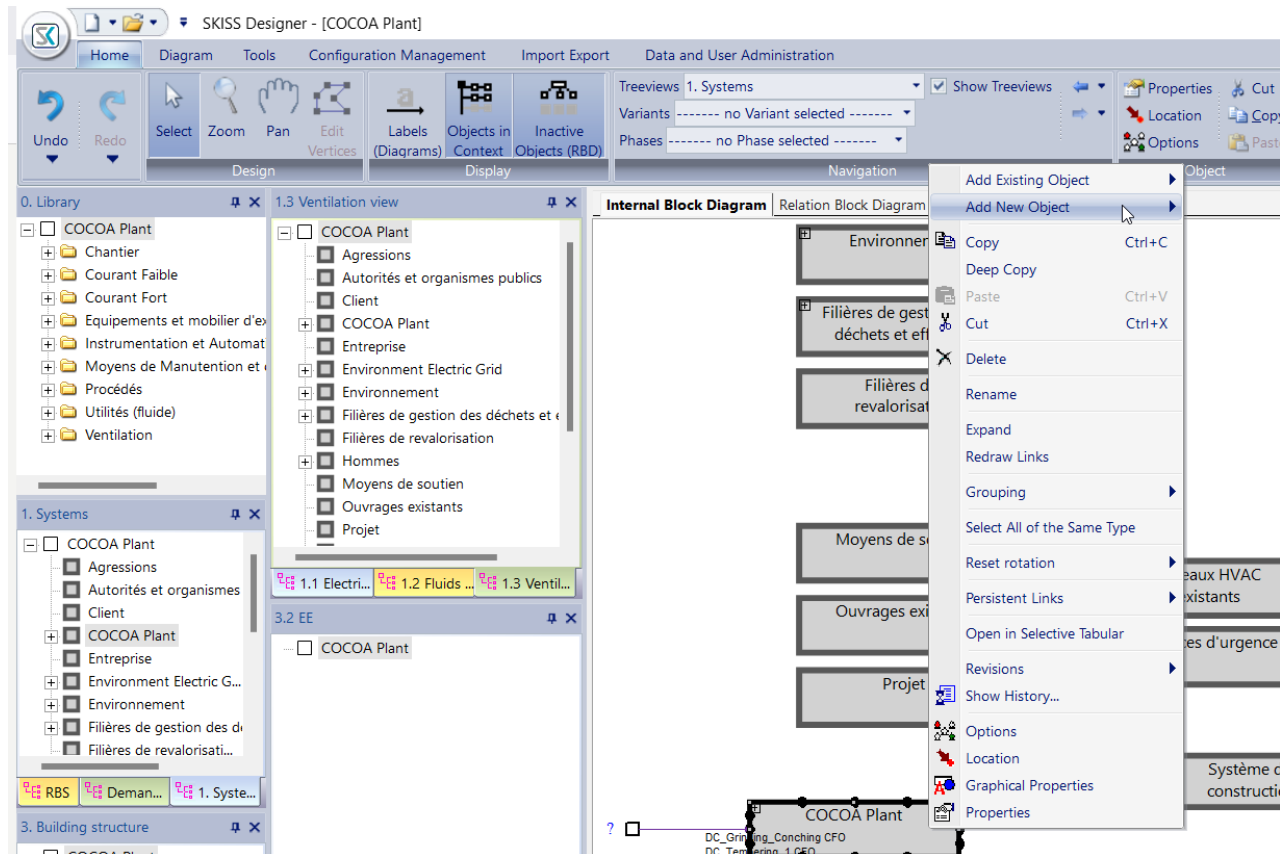 SKISS Designer - [COCOA Plant]
Home Diagram Tools Configuration Management Import Export Data and User Administration
Undo
Redo
Select
Zoom
Pan
Edit
Vertices
Design
Labels
(Diagrams)
Objects in
Context
Inactive
Objects (RBD)
Display
Treeviews 1. Systems
Show Treeviews
Variants ------- no Variant selected -------
Phases ------- no Phase selected -------
Navigation
Properties
Cut
Location
Copy
Options
Object
0. Library
COCOA Plant
Chantier
Courant Faible
Courant Fort
Equipements et mobilier d'ex
Instrumentation et Automat
Moyens de Manutention et
Procédés
Utilités (fluide)
Ventilation
1. Systems
COCOA Plant
Agressions
Autorités et organismes
Client
COCOA Plant
Entreprise
Environment Electric G...
Environnement
Filières de gestion des d
Filières de revalorisati...
RBS Deman... 1. Syste...
3. Building structure
COCOA Plant
1.3 Ventilation view
COCOA Plant
Agressions
Autorités et organismes publics
Client
COCOA Plant
Entreprise
Environment Electric Grid
Environnement
Filières de gestion des déchets et e
Filières de revalorisation
Hommes
Moyens de soutien
Ouvrages existants
Projet
1.1 Electri... 1.2 Fluids ... 1.3 Ventil...
3.2 EE
COCOA Plant
Internal Block Diagram Relation Block Diagram
Environner
Filières de gest
déchets et eff
Filières d
revalorisat
Moyens de s
Ouvrages exi
Projet
COCOA Plant
?
DC_Grinding_Conching CFO
DC_Tempering_1 CFO
eaux HVAC
existants
es d'urgence
Système d
constructi
Add Existing Object
Add New Object
Copy Ctrl+C
Deep Copy
Paste Ctrl+V
Cut Ctrl+X
Delete
Rename
Expand
Redraw Links
Grouping
Select All of the Same Type
Reset rotation
Persistent Links
Open in Selective Tabular
Revisions
Show History...
Options
Location
Graphical Properties
Properties